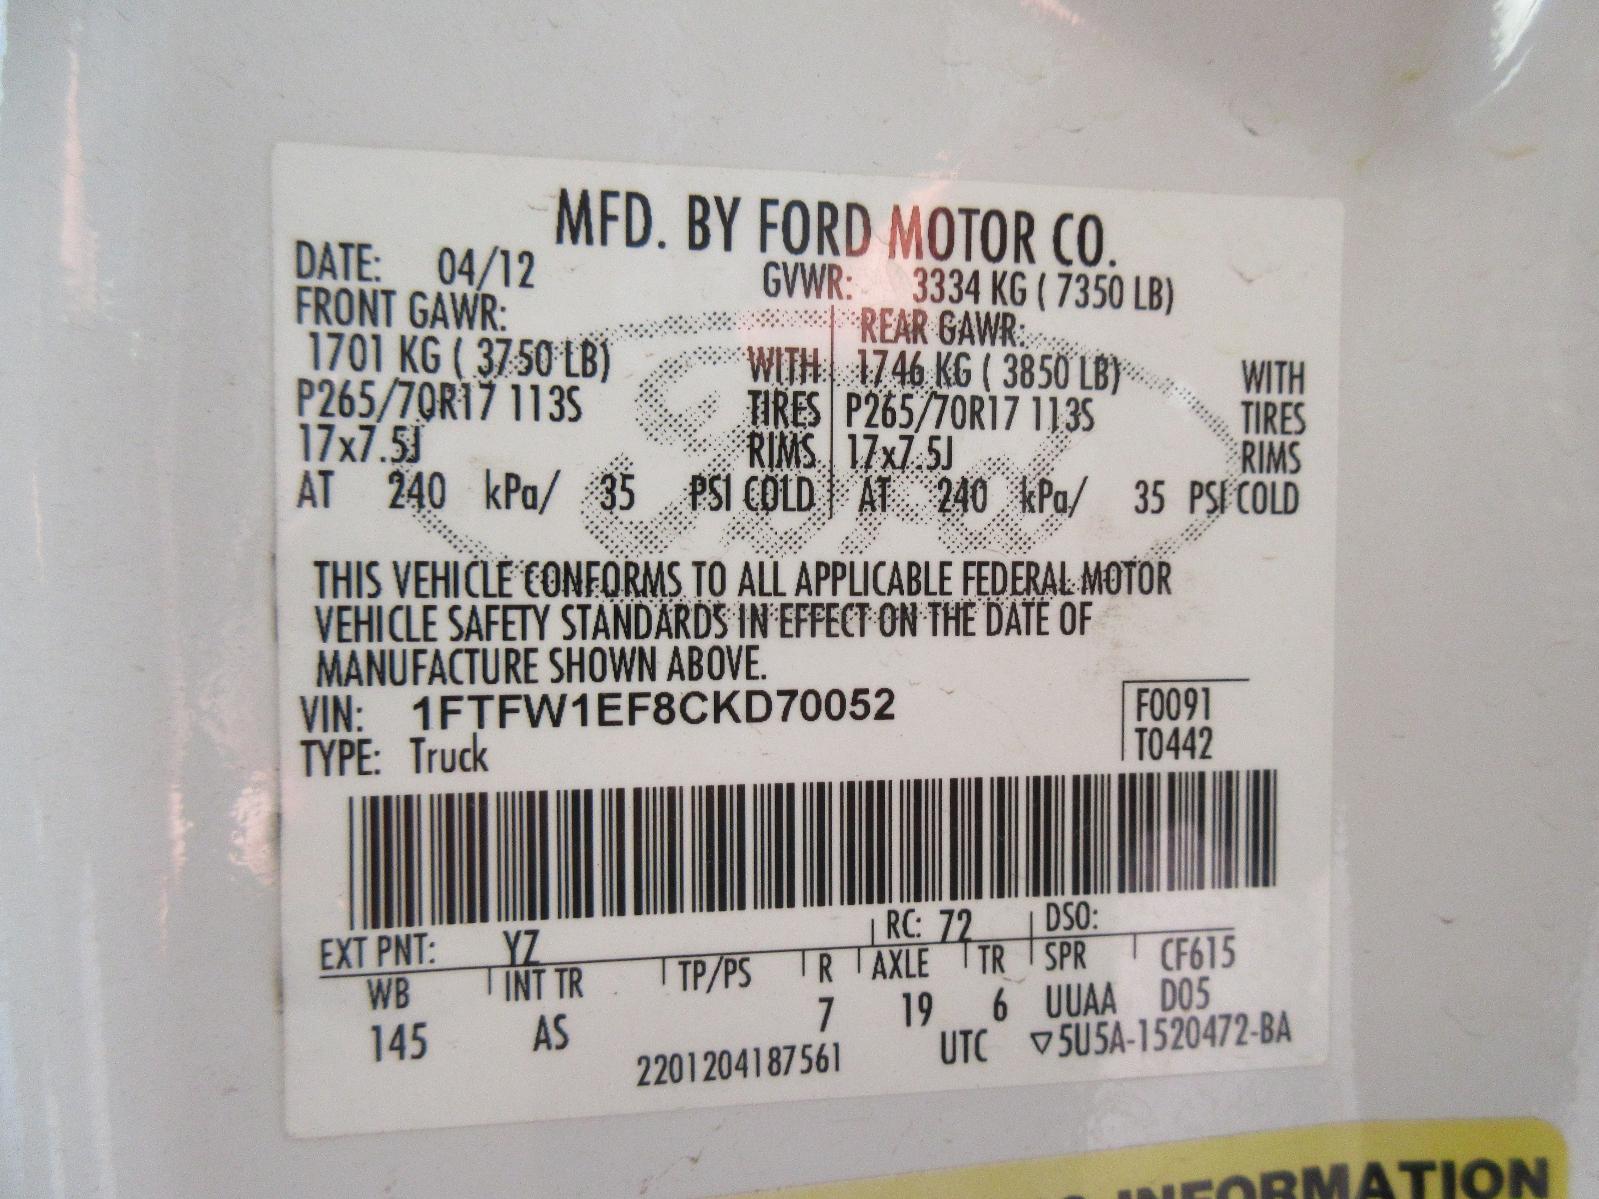 MFD. BY FORD MOTOR CO.
DATE: 04/12 GVWR: 3334 KG ( 7350 LB)
FRONT GAWR: REAR GAWR:
1701 KG ( 3750 LB) WITH 1746 KG ( 3850 LB) WITH
P265/70R17 113S TIRES P265/70R17 113S TIRES
17x7.5J RIMS 17x7.5J RIMS
AT 240 kPa/ 35 PSI COLD AT 240 kPa/ 35 PSI COLD
Ford
THIS VEHICLE CONFORMS TO ALL APPLICABLE FEDERAL MOTOR
VEHICLE SAFETY STANDARDS IN EFFECT ON THE DATE OF
MANUFACTURE SHOWN ABOVE.
VIN: 1FTFW1EF8CKD70052 F0091
TYPE: Truck T0442
EXT PNT: YZ RC: 72 DSO:
WB INT TR TP/PS R AXLE TR SPR CF615
145 AS 7 19 6 UUAA D05
2201204187561 UTC ▽5U5A-1520472-BA
INFORMATION